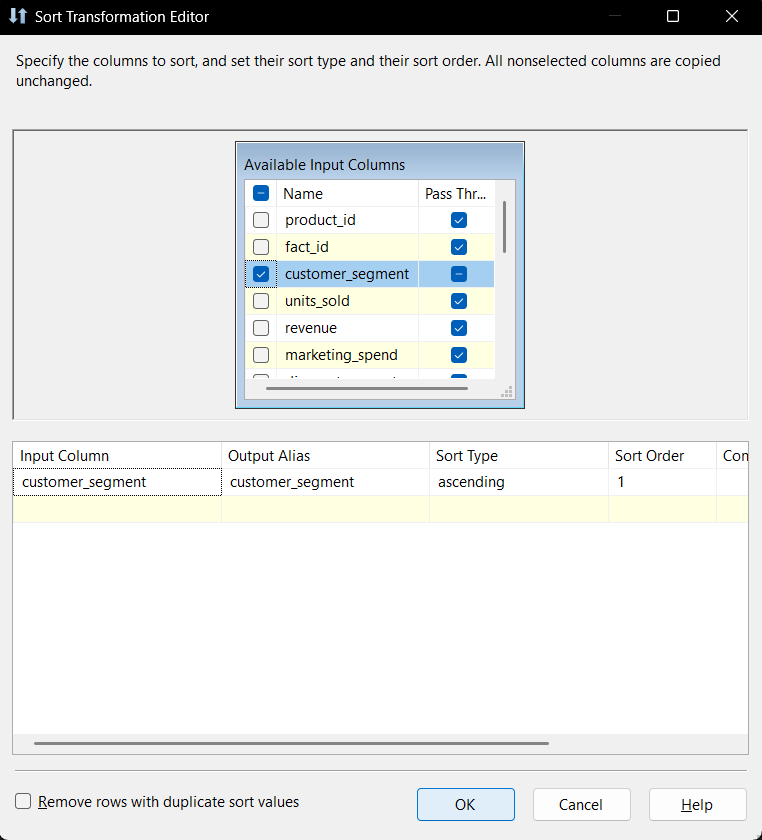 Sort Transformation Editor
Specify the columns to sort, and set their sort type and their sort order. All nonselected columns are copied
unchanged.
Available Input Columns
Name Pass Thr...
product_id
fact_id
customer_segment
units_sold
revenue
marketing_spend
Input Column Output Alias Sort Type Sort Order Con
customer_segment customer_segment ascending 1
Remove rows with duplicate sort values OK Cancel Help